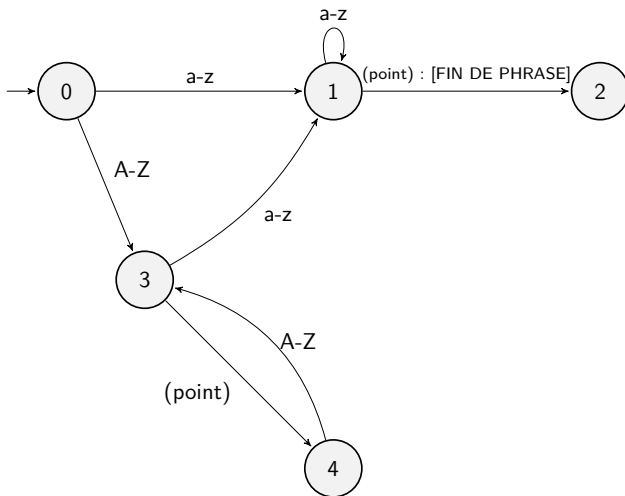 a-z
(point) : [FIN DE PHRASE]
0
a-z
1
2
A-Z
a-z
3
A-Z
(point)
4